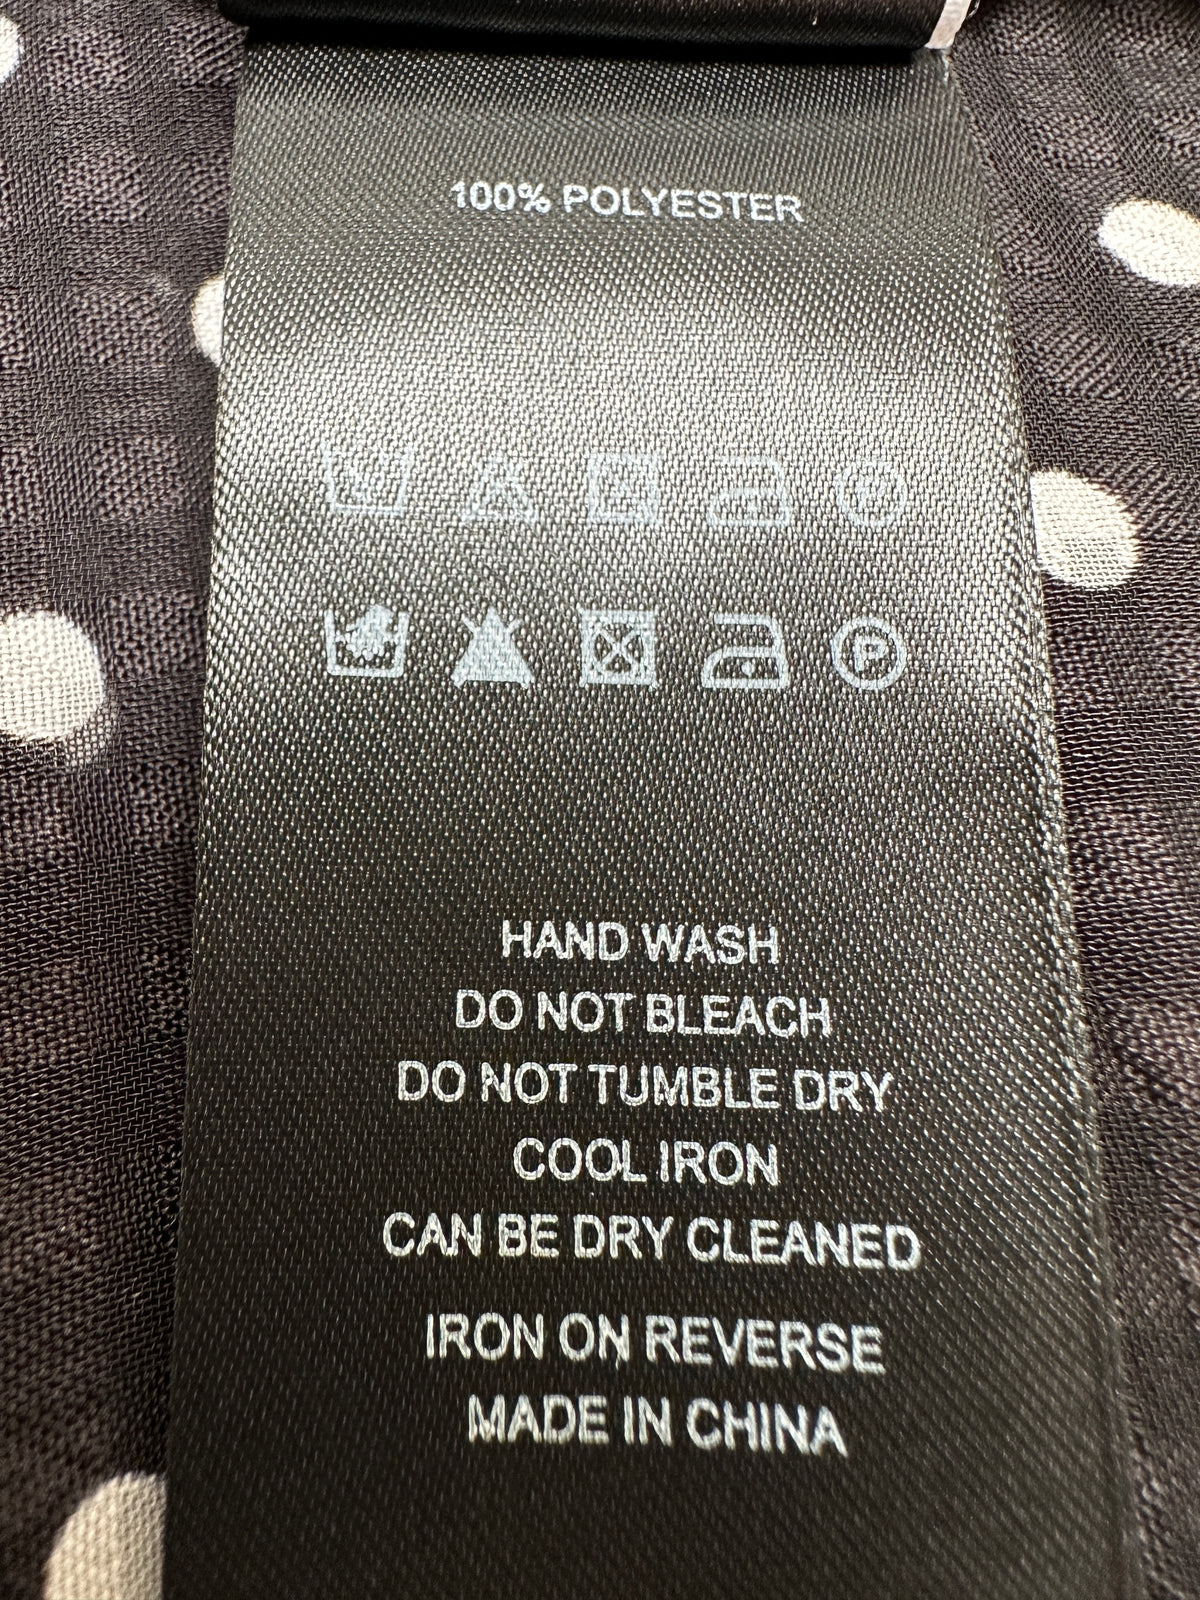 100% POLYESTER
P
P
HAND WASH
DO NOT BLEACH
DO NOT TUMBLE DRY
COOL IRON
CAN BE DRY CLEANED
IRON ON REVERSE
MADE IN CHINA